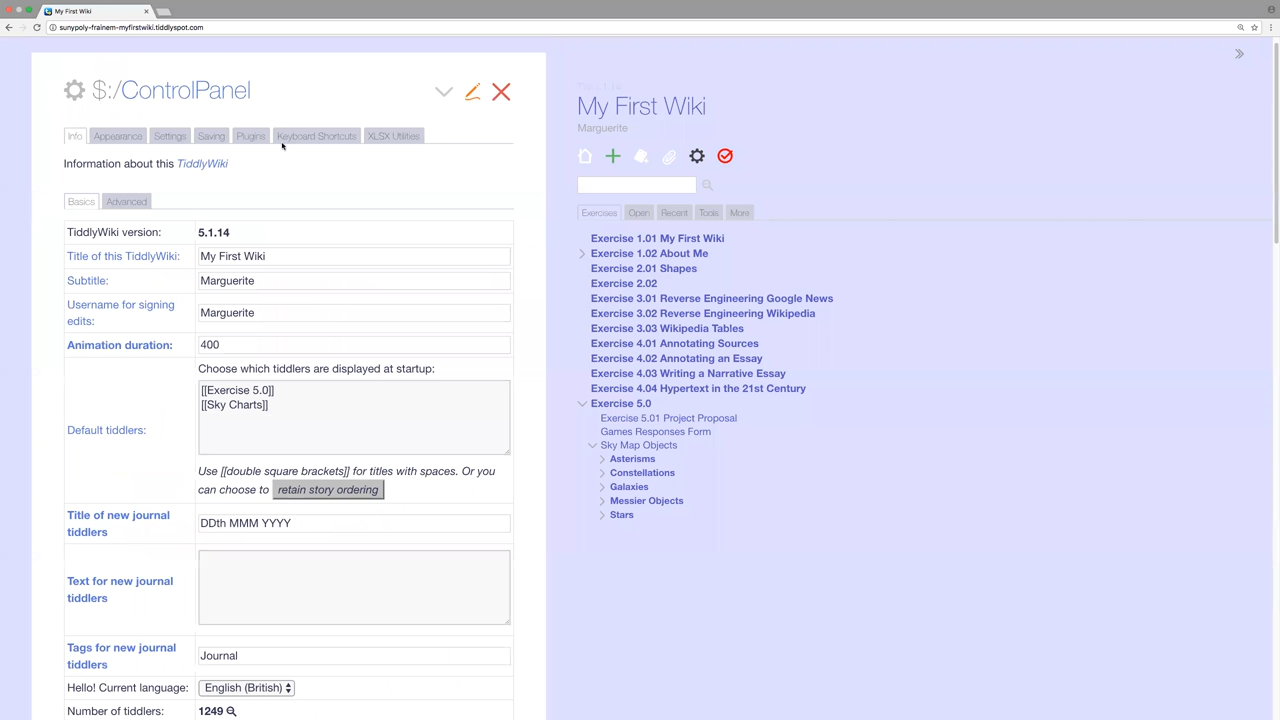 My First Wiki
sunypoly-frainem-myfirstwiki.tiddlyspot.com
$:/ControlPanel
Info Appearance Settings Saving Plugins Keyboard Shortcuts XLSX Utilities
Information about this TiddlyWiki
Basics Advanced
TiddlyWiki version: 5.1.14
Title of this TiddlyWiki: My First Wiki
Subtitle: Marguerite
Username for signing
edits: Marguerite
Animation duration: 400
Choose which tiddlers are displayed at startup:
[[Exercise 5.0]]
[[Sky Charts]]
Default tiddlers:
Use [[double square brackets]] for titles with spaces. Or you
can choose to retain story ordering
Title of new journal
tiddlers DDth MMM YYYY
Text for new journal
tiddlers
Tags for new journal
tiddlers Journal
Hello! Current language: English (British)
Number of tiddlers: 1249
My First Wiki
Marguerite
Exercises Open Recent Tools More
Exercise 1.01 My First Wiki
Exercise 1.02 About Me
Exercise 2.01 Shapes
Exercise 2.02
Exercise 3.01 Reverse Engineering Google News
Exercise 3.02 Reverse Engineering Wikipedia
Exercise 3.03 Wikipedia Tables
Exercise 4.01 Annotating Sources
Exercise 4.02 Annotating an Essay
Exercise 4.03 Writing a Narrative Essay
Exercise 4.04 Hypertext in the 21st Century
Exercise 5.0
Exercise 5.01 Project Proposal
Games Responses Form
Sky Map Objects
Asterisms
Constellations
Galaxies
Messier Objects
Stars